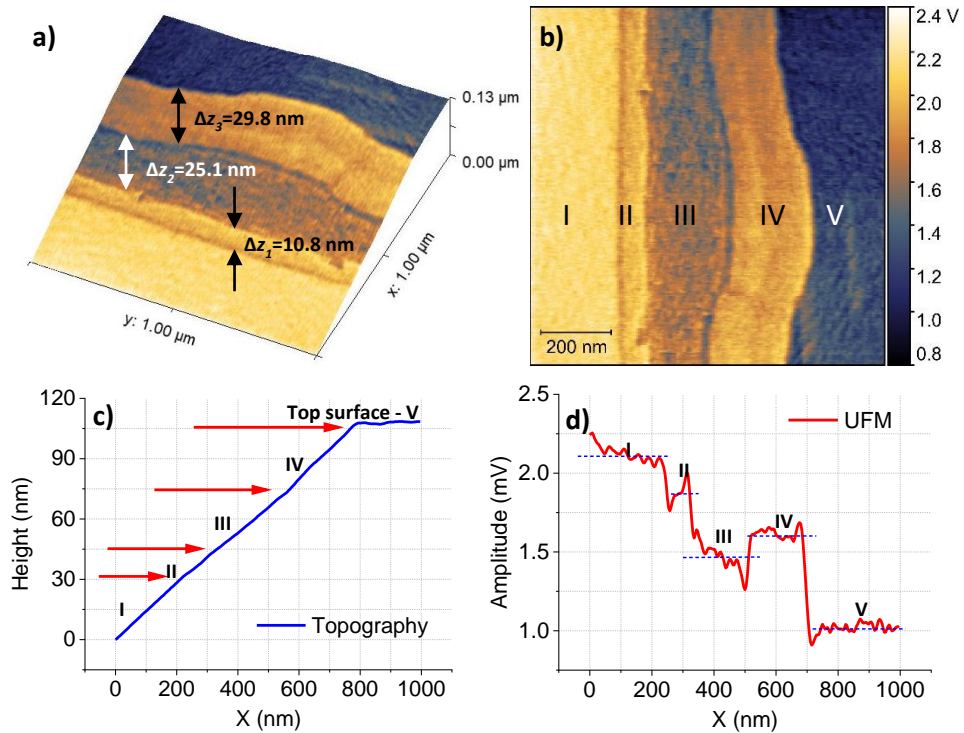 a)
Δz₃=29.8 nm
Δz₂=25.1 nm
Δz₁=10.8 nm
0.13 µm
0.00 µm
x: 1.00 µm
y: 1.00 µm
b)
I II III IV V
200 nm
2.4 V
2.2
2.0
1.8
1.6
1.4
1.2
1.0
0.8
c)
Top surface - V
IV
III
II
I
Topography
120
90
60
30
0
Height (nm)
0 200 400 600 800 1000
X (nm)
d)
UFM
I
II
III
IV
V
2.5
2.0
1.5
1.0
Amplitude (mV)
0 200 400 600 800 1000
X (nm)